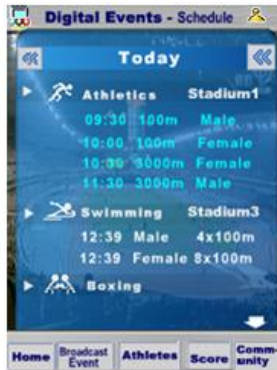 Digital Events - Schedule
Today
Athletics Stadium1
09:30 100m Male
10:00 100m Female
10:30 3000m Female
11:30 3000m Male
Swimming Stadium3
12:39 Male 4x100m
12:39 Female 8x100m
Boxing
Home Broadcast Event Athletes Score Comm-unity